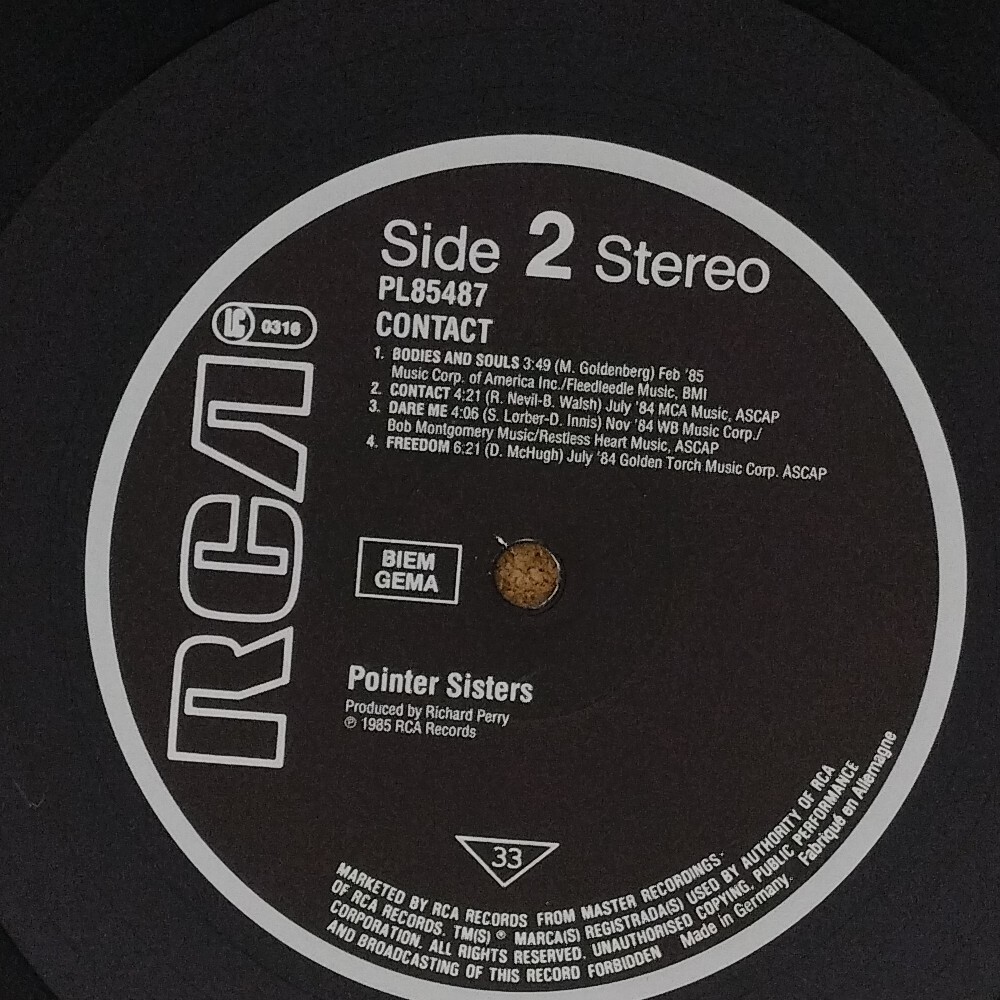 Side 2 Stereo
PL85487
CONTACT
1. BODIES AND SOULS 3:49 (M. Goldenberg) Feb '85
Music Corp. of America Inc./Fleedleedle Music, BMI
2. CONTACT 4:21 (R. Nevil-B. Walsh) July '84 MCA Music, ASCAP
3. DARE ME 4:06 (S. Lorber-D. Innis) Nov '84 WB Music Corp./
Bob Montgomery Music/Restless Heart Music, ASCAP
4. FREEDOM 6:21 (D. McHugh) July '84 Golden Torch Music Corp. ASCAP
LC 0316
RCA
BIEM
GEMA
Pointer Sisters
Produced by Richard Perry
℗ 1985 RCA Records
33
MARKETED BY RCA RECORDS FROM MASTER RECORDINGS·
OF RCA RECORDS. TM(S) ® MARCA(S) REGISTRADA(S) USED BY AUTHORITY OF RCA
CORPORATION. ALL RIGHTS RESERVED. UNAUTHORISED COPYING, PUBLIC PERFORMANCE
AND BROADCASTING OF THIS RECORD FORBIDDEN Made in Germany. Fabriqué en Allemagne